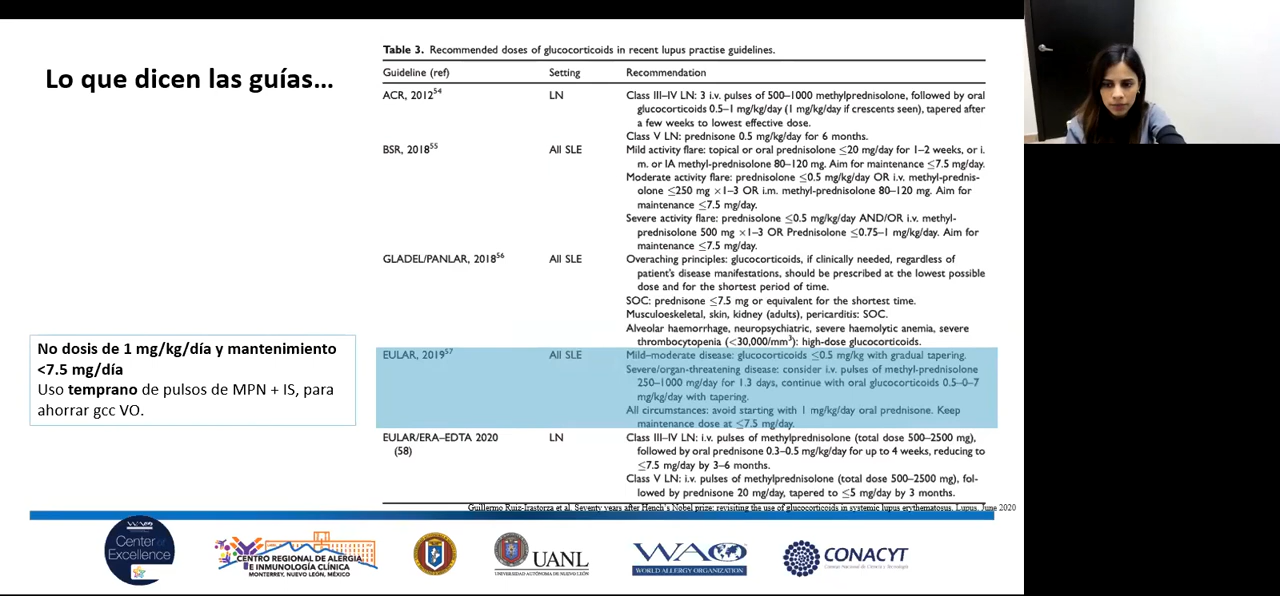 Lo que dicen las guías...
Table 3. Recommended doses of glucocorticoids in recent lupus practise guidelines.
Guideline (ref) Setting Recommendation
ACR, 2012⁵⁴ LN Class III–IV LN: 3 i.v. pulses of 500–1000 methylprednisolone, followed by oral
glucocorticoids 0.5–1 mg/kg/day (1 mg/kg/day if crescents seen), tapered after
a few weeks to lowest effective dose.
Class V LN: prednisone 0.5 mg/kg/day for 6 months.
BSR, 2018⁵⁵ All SLE Mild activity flare: topical or oral prednisolone ≤20 mg/day for 1–2 weeks, or i.
m. or IA methyl-prednisolone 80–120 mg. Aim for maintenance ≤7.5 mg/day.
Moderate activity flare: prednisolone ≤0.5 mg/kg/day OR i.v. methyl-prednis-
olone ≤250 mg ×1–3 OR i.m. methyl-prednisolone 80–120 mg. Aim for
maintenance ≤7.5 mg/day.
Severe activity flare: prednisolone ≤0.5 mg/kg/day AND/OR i.v. methyl-
prednisolone 500 mg ×1–3 OR Prednisolone ≤0.75–1 mg/kg/day. Aim for
maintenance ≤7.5 mg/day.
GLADEL/PANLAR, 2018⁵⁶ All SLE Overaching principles: glucocorticoids, if clinically needed, regardless of
patient's disease manifestations, should be prescribed at the lowest possible
dose and for the shortest period of time.
SOC: prednisone ≤7.5 mg or equivalent for the shortest time.
Musculoeskeletal, skin, kidney (adults), pericarditis: SOC.
Alveolar haemorrhage, neuropsychiatric, severe haemolytic anemia, severe
thrombocytopenia (<30,000/mm³): high-dose glucocorticoids.
EULAR, 2019⁵⁷ All SLE Mild–moderate disease: glucocorticoids ≤0.5 mg/kg with gradual tapering.
Severe/organ-threatening disease: consider i.v. pulses of methyl-prednisolone
250–1000 mg/day for 1.3 days, continue with oral glucocorticoids 0.5–0–7
mg/kg/day with tapering.
All circumstances: avoid starting with 1 mg/kg/day oral prednisone. Keep
maintenance dose at ≤7.5 mg/day.
EULAR/ERA–EDTA 2020 LN Class III–IV LN: i.v. pulses of methylprednisolone (total dose 500–2500 mg),
(58) followed by oral prednisone 0.3–0.5 mg/kg/day for up to 4 weeks, reducing to
≤7.5 mg/day by 3–6 months.
Class V LN: i.v. pulses of methylprednisolone (total dose 500–2500 mg), fol-
lowed by prednisone 20 mg/day, tapered to ≤5 mg/day by 3 months.
No dosis de 1 mg/kg/día y mantenimiento
<7.5 mg/día
Uso temprano de pulsos de MPN + IS, para
ahorrar gcc VO.
Guillermo Ruiz-Irastorza et al. Seventy years after Hench's Nobel prize: revisiting the use of glucocorticoids in systemic lupus erythematosus. Lupus. June 2020
WAO
Center of
Excellence
CENTRO REGIONAL DE ALERGIA
E INMUNOLOGÍA CLÍNICA
MONTERREY, NUEVO LEÓN, MÉXICO
UANL
UNIVERSIDAD AUTÓNOMA DE NUEVO LEÓN
WAO
WORLD ALLERGY ORGANIZATION
CONACYT
Consejo Nacional de Ciencia y Tecnología